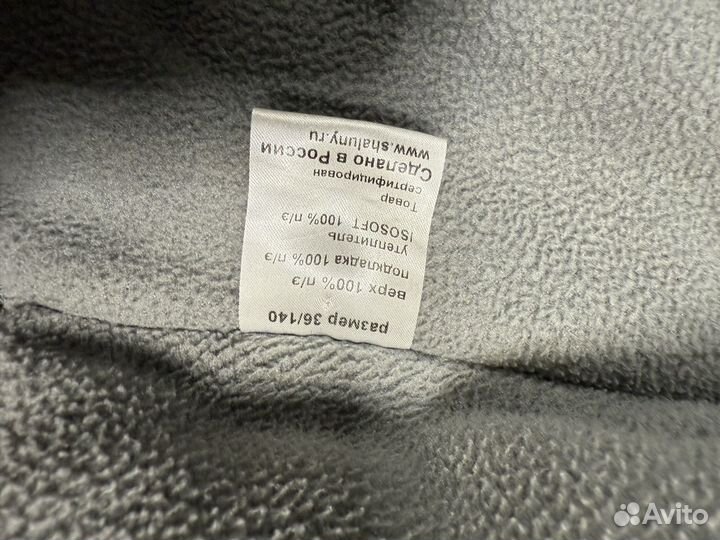 размер 36/140
верх 100% п/э
подкладка 100% п/э
утеплитель
ISOSOFT 100% п/э
Товар
сертифицирован
Сделано в России
www.shaluny.ru
Avito